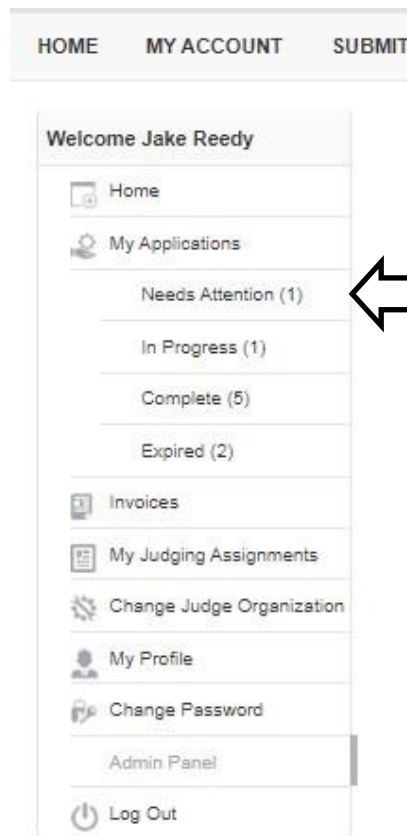 HOME MY ACCOUNT SUBMIT
Welcome Jake Reedy
Home
My Applications
Needs Attention (1)
In Progress (1)
Complete (5)
Expired (2)
Invoices
My Judging Assignments
Change Judge Organization
My Profile
Change Password
Admin Panel
Log Out